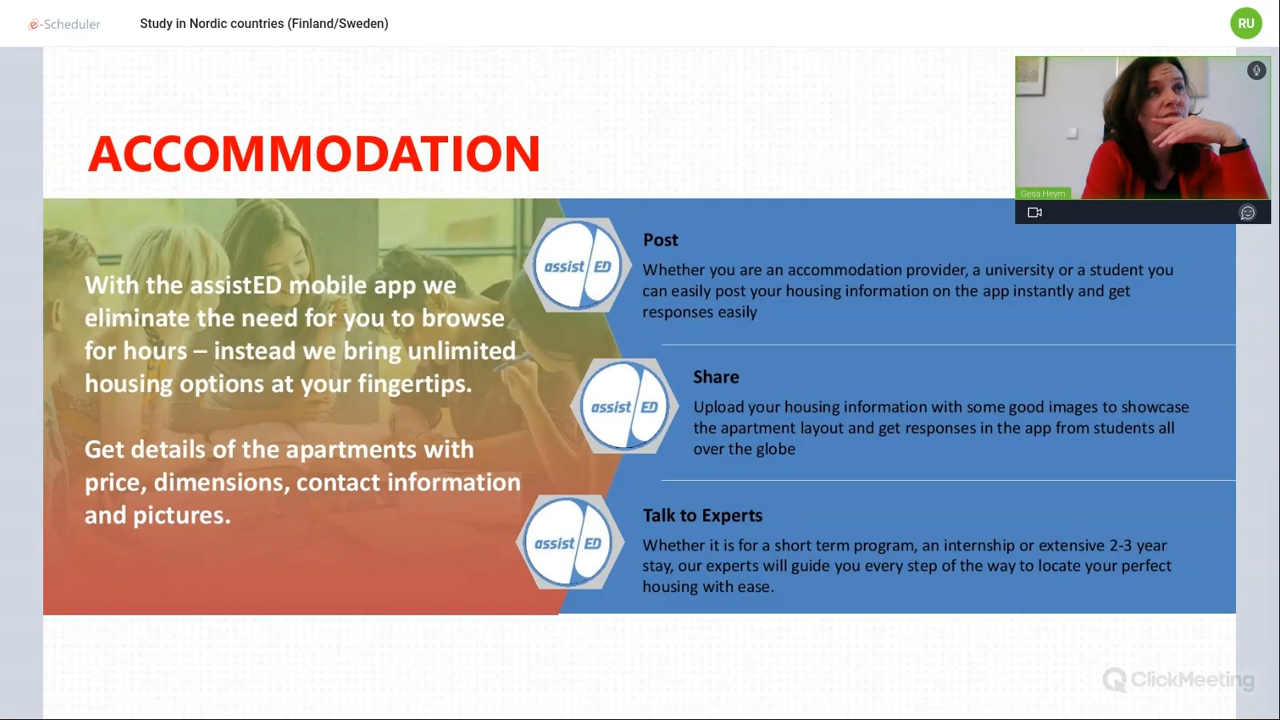 e-Scheduler
Study in Nordic countries (Finland/Sweden)
RU
Gesa Heym
ACCOMMODATION
With the assistED mobile app we
eliminate the need for you to browse
for hours – instead we bring unlimited
housing options at your fingertips.
Get details of the apartments with
price, dimensions, contact information
and pictures.
assist ED
Post
Whether you are an accommodation provider, a university or a student you
can easily post your housing information on the app instantly and get
responses easily
assist ED
Share
Upload your housing information with some good images to showcase
the apartment layout and get responses in the app from students all
over the globe
assist ED
Talk to Experts
Whether it is for a short term program, an internship or extensive 2-3 year
stay, our experts will guide you every step of the way to locate your perfect
housing with ease.
ClickMeeting